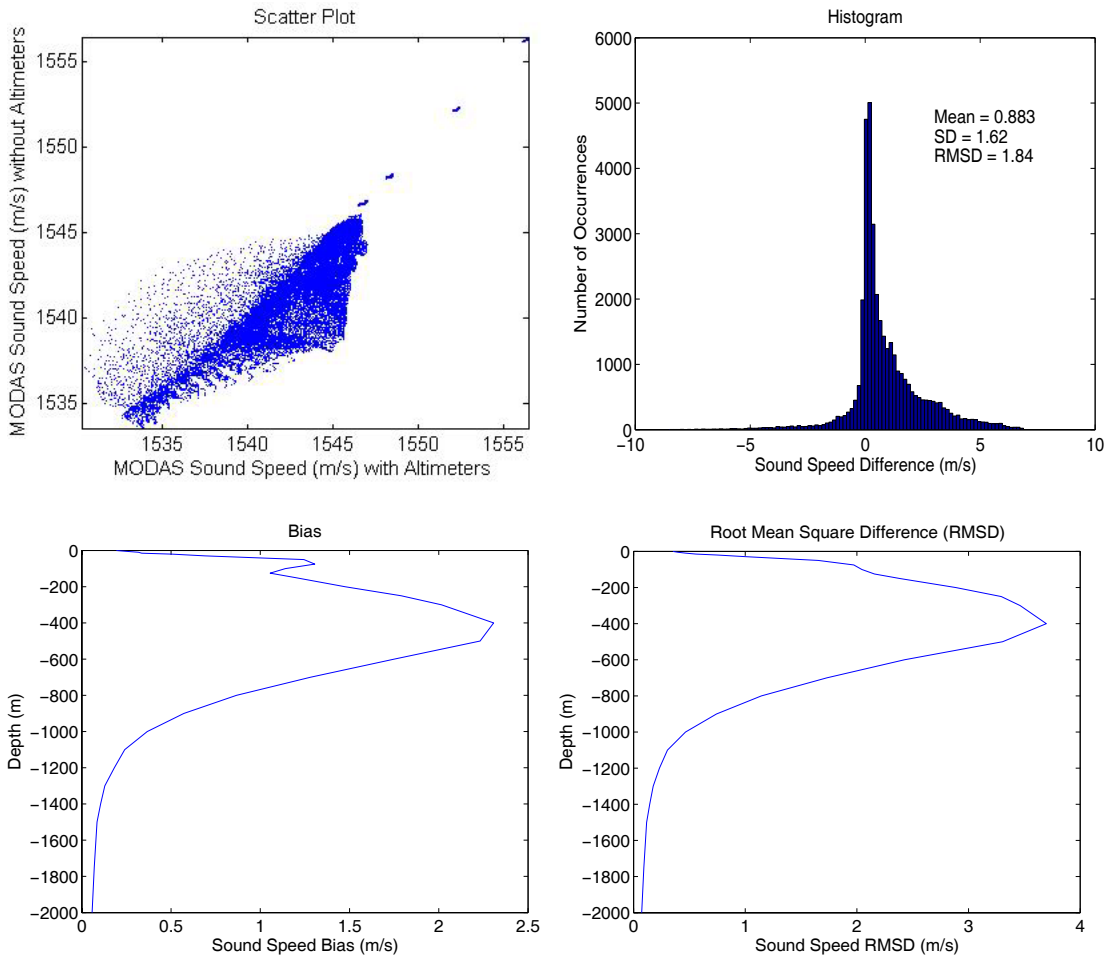 Scatter Plot
MODAS Sound Speed (m/s) without Altimeters
1555
1550
1545
1540
1535
1535 1540 1545 1550 1555
MODAS Sound Speed (m/s) with Altimeters
Histogram
Number of Occurrences
6000
5000
4000
3000
2000
1000
0
Mean = 0.883
SD = 1.62
RMSD = 1.84
−10 −5 0 5 10
Sound Speed Difference (m/s)
Bias
Depth (m)
0
−200
−400
−600
−800
−1000
−1200
−1400
−1600
−1800
−2000
0 0.5 1 1.5 2 2.5
Sound Speed Bias (m/s)
Root Mean Square Difference (RMSD)
Depth (m)
0
−200
−400
−600
−800
−1000
−1200
−1400
−1600
−1800
−2000
0 1 2 3 4
Sound Speed RMSD (m/s)